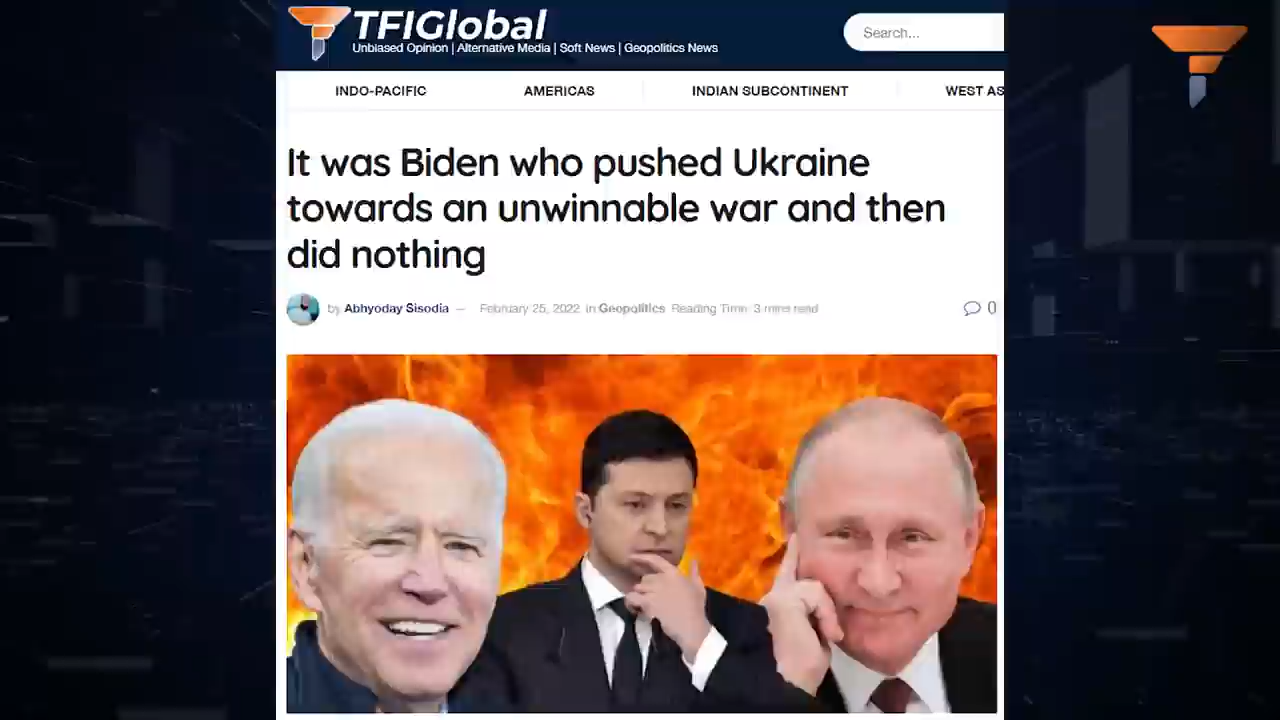 TFIGlobal
Unbiased Opinion | Alternative Media | Soft News | Geopolitics News
Search...
INDO-PACIFIC AMERICAS INDIAN SUBCONTINENT WEST AS
It was Biden who pushed Ukraine
towards an unwinnable war and then
did nothing
by Abhyoday Sisodia — February 25, 2022 in Geopolitics Reading Time: 3 mins read 0